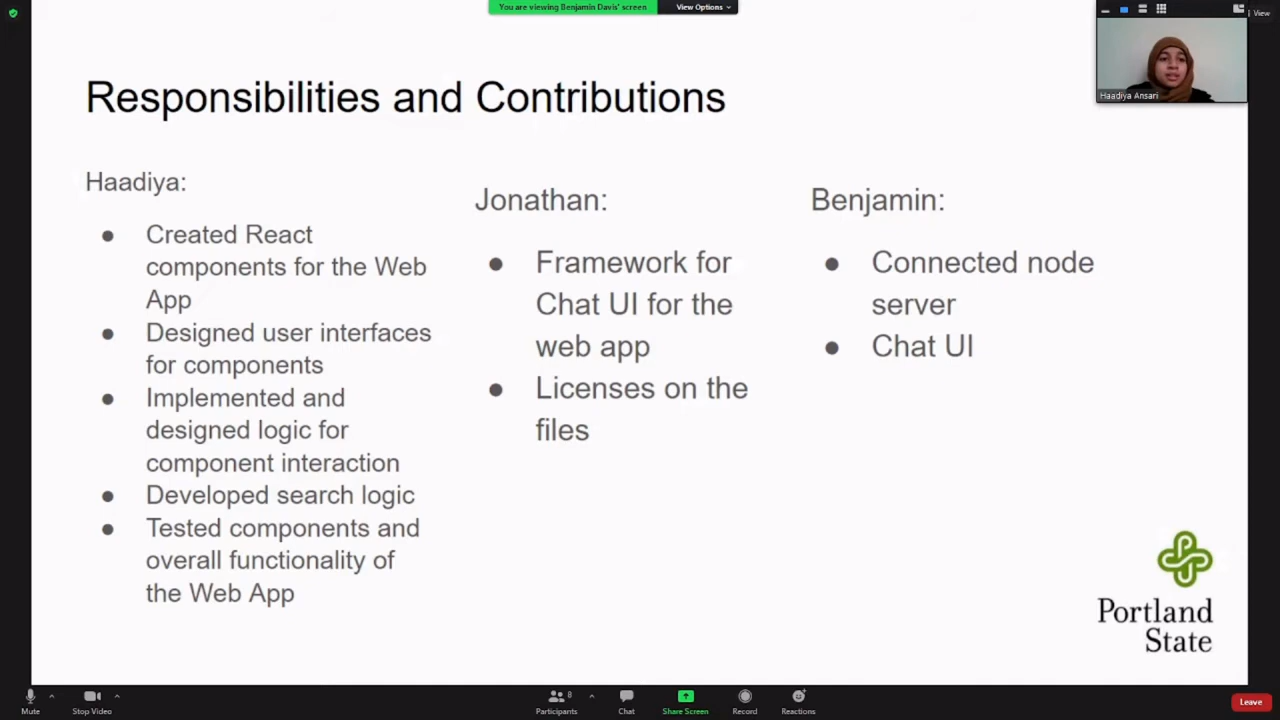 You are viewing Benjamin Davis' screen
View Options
View
Haadiya Ansari
Responsibilities and Contributions
Haadiya:
● Created React
components for the Web
App
● Designed user interfaces
for components
● Implemented and
designed logic for
component interaction
● Developed search logic
● Tested components and
overall functionality of
the Web App
Jonathan:
● Framework for
Chat UI for the
web app
● Licenses on the
files
Benjamin:
● Connected node
server
● Chat UI
Portland
State
Mute
Stop Video
8
Participants
Chat
Share Screen
Record
Reactions
Leave